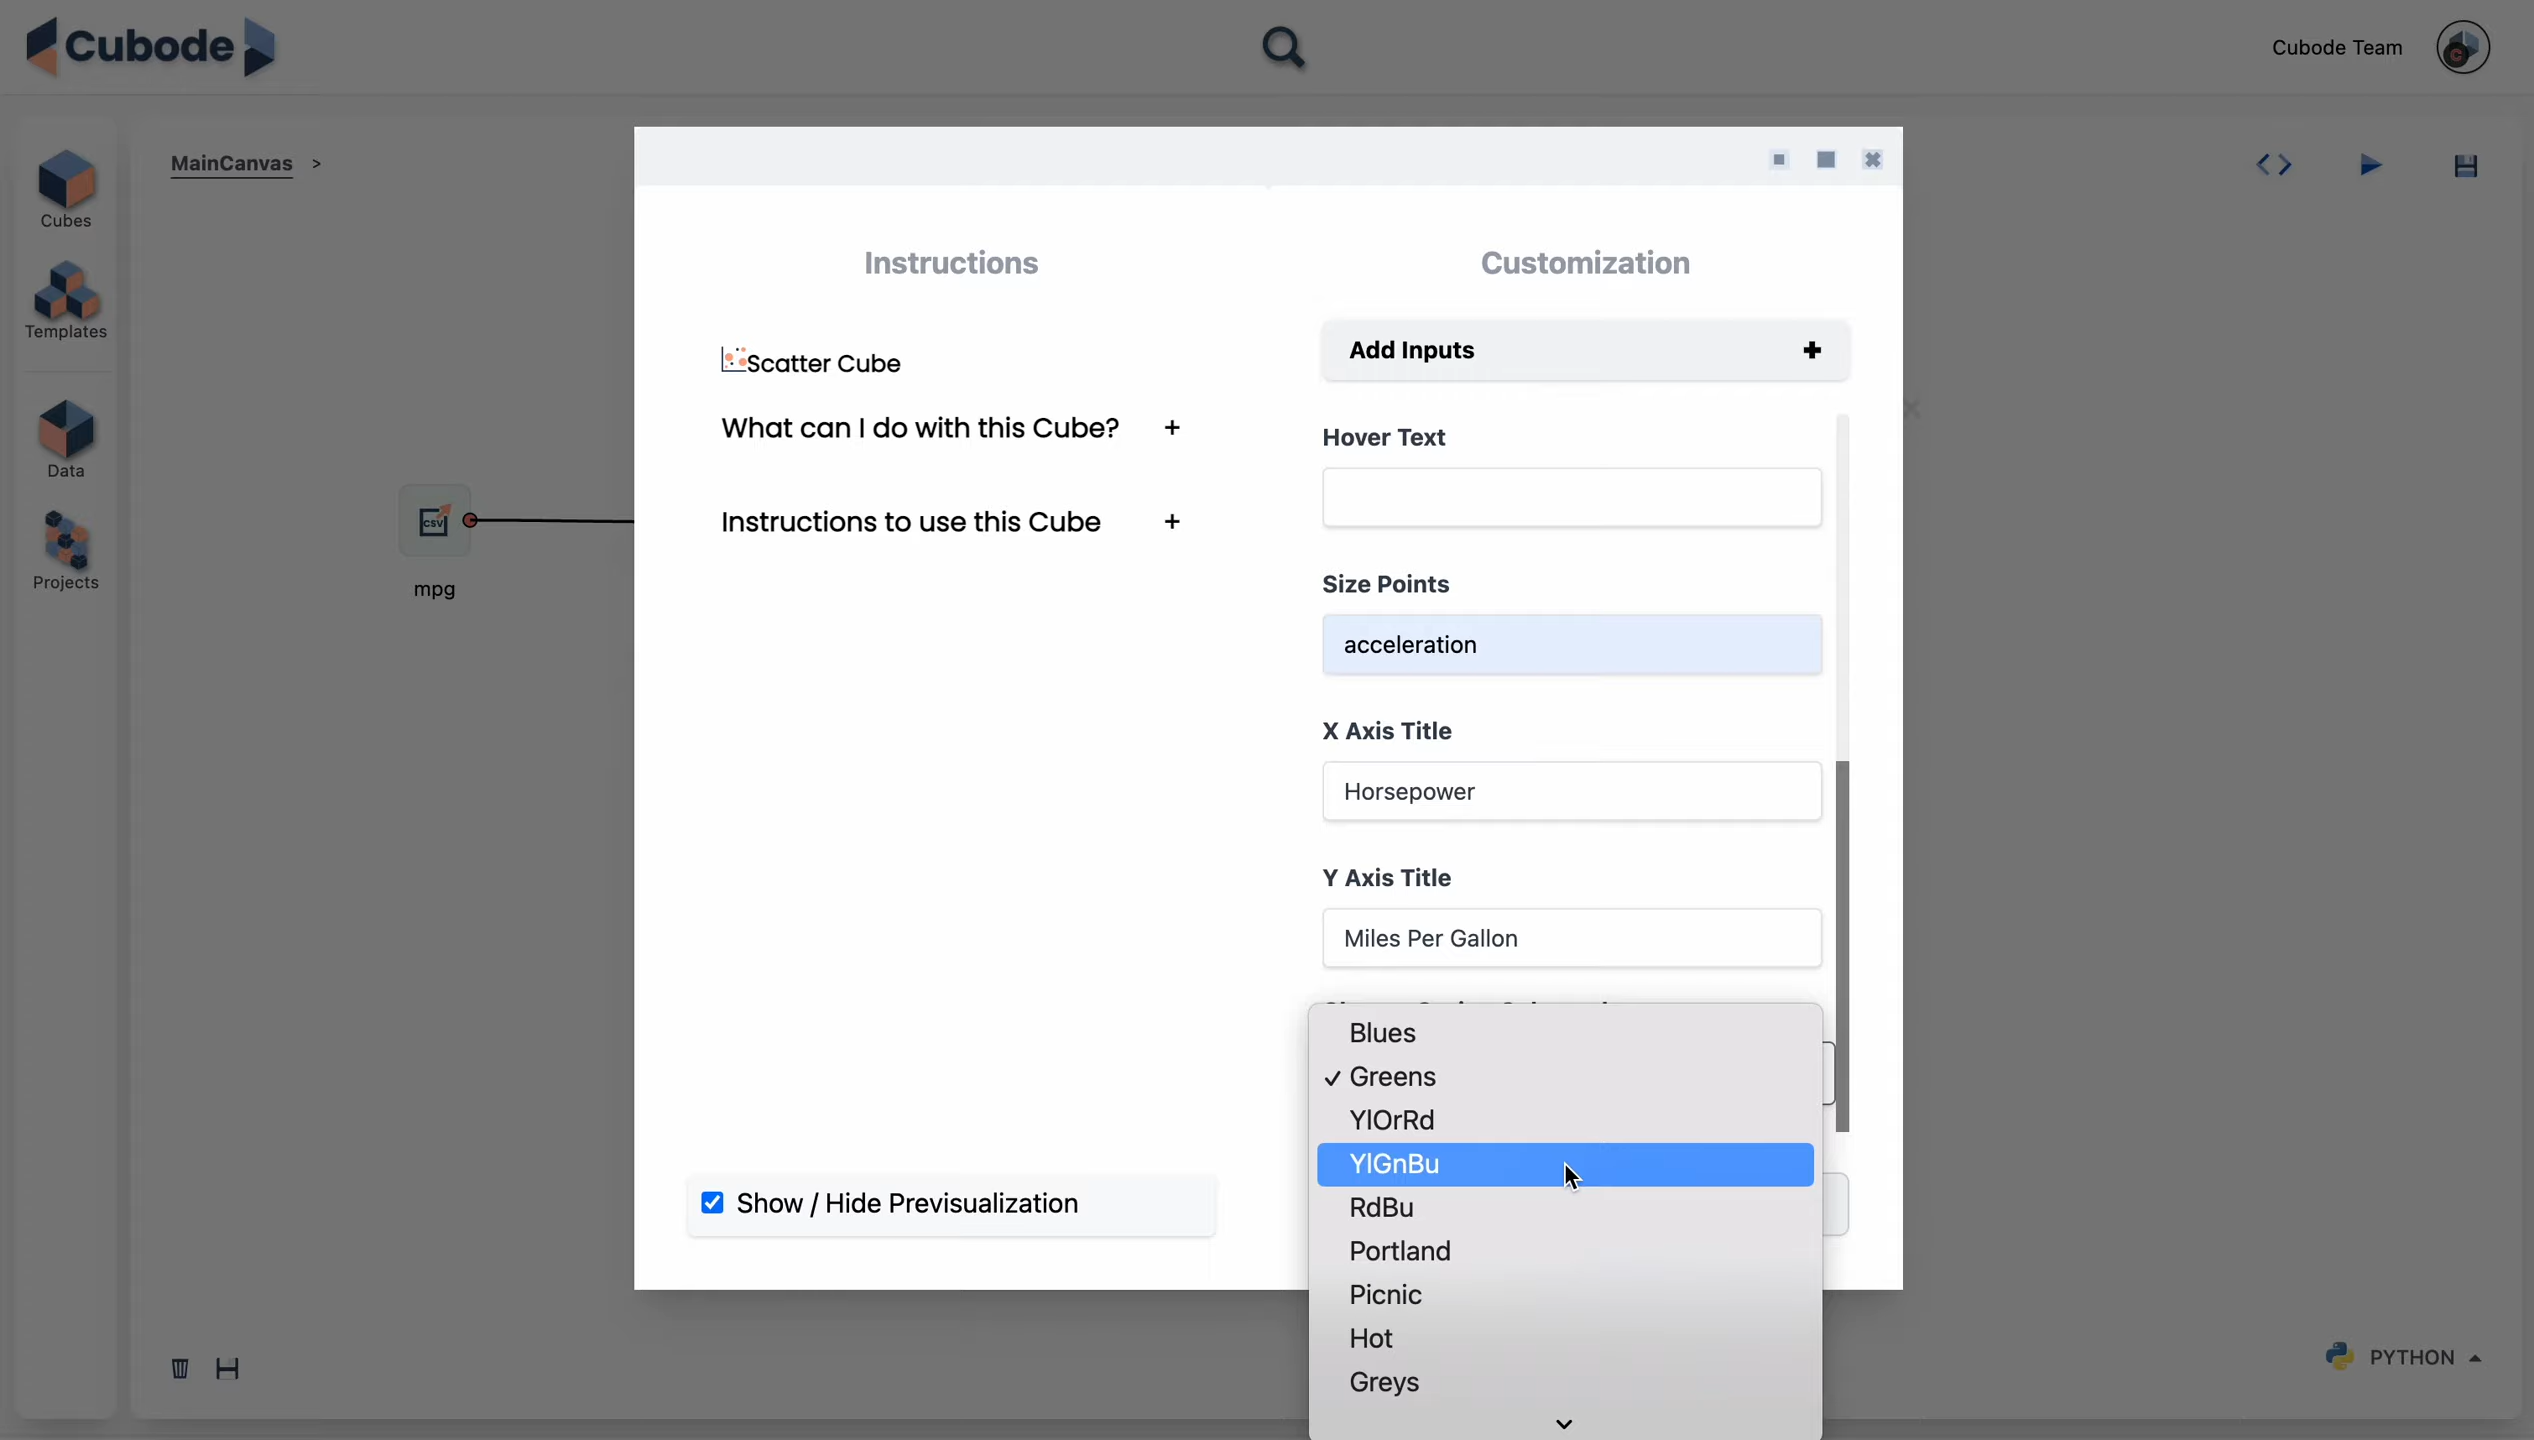 Cubode
Cubode Team
MainCanvas >
Cubes
Templates
Data
Projects
CSV
mpg
Instructions
Scatter Cube
What can I do with this Cube? +
Instructions to use this Cube +
Show / Hide Previsualization
Customization
Add Inputs
Hover Text
Size Points
acceleration
X Axis Title
Horsepower
Y Axis Title
Miles Per Gallon
Blues
✓ Greens
YlOrRd
YlGnBu
RdBu
Portland
Picnic
Hot
Greys
PYTHON